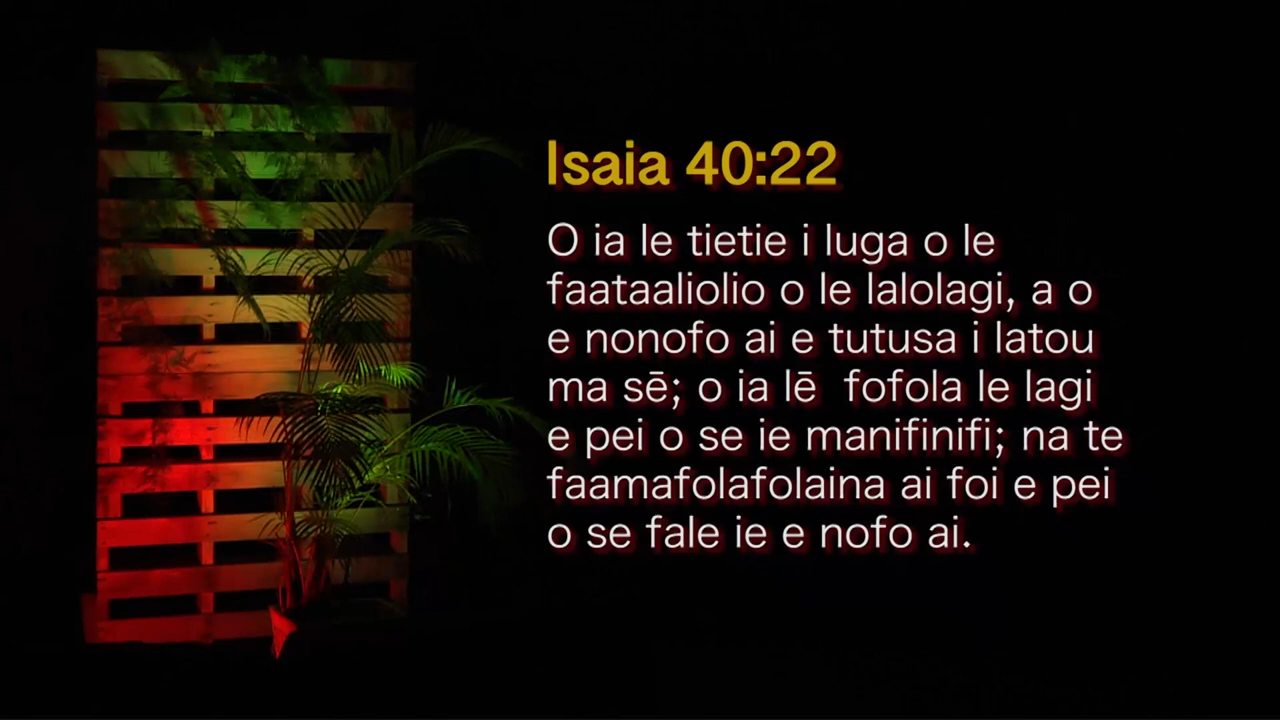 Isaia 40:22
O ia le tietie i luga o le
faataaliolio o le lalolagi, a o
e nonofo ai e tutusa i latou
ma sē; o ia lē  fofola le lagi
e pei o se ie manifinifi; na te
faamafolafolaina ai foi e pei
o se fale ie e nofo ai.